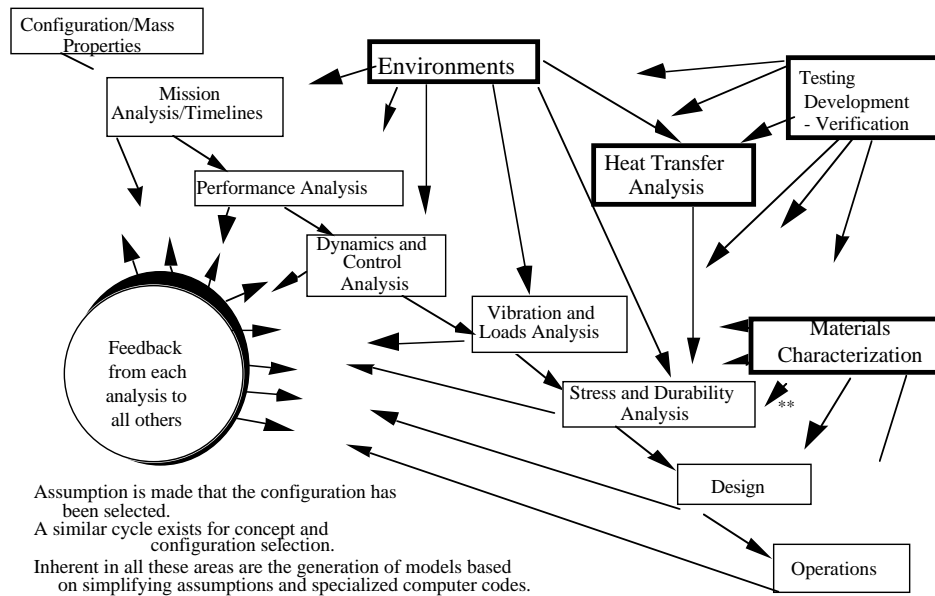 Configuration/Mass
Properties
Mission
Analysis/Timelines
Performance Analysis
Dynamics and
Control
Analysis
Environments
Testing
Development
- Verification
Heat Transfer
Analysis
Vibration and
Loads Analysis
Materials
Characterization
Stress and Durability
Analysis
**
Design
Operations
Feedback
from each
analysis to
all others
Assumption is made that the configuration has
been selected.
A similar cycle exists for concept and
configuration selection.
Inherent in all these areas are the generation of models based
on simplifying assumptions and specialized computer codes.